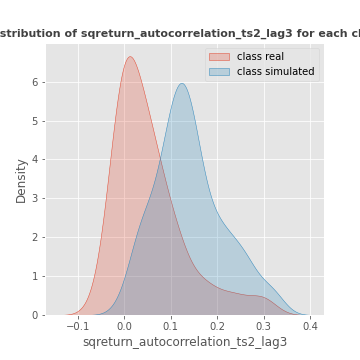 stribution of sqreturn_autocorrelation_ts2_lag3 for each cl
class real
class simulated
Density
6
5
4
3
2
1
0
−0.1
0.0
0.1
0.2
0.3
0.4
sqreturn_autocorrelation_ts2_lag3